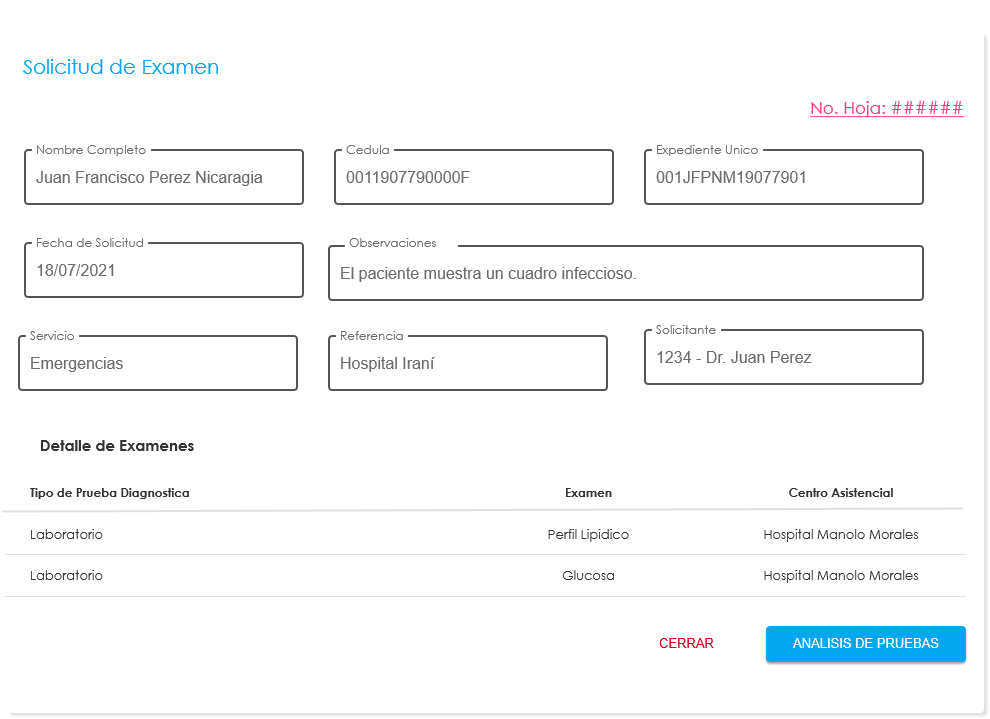 Solicitud de Examen
No. Hoja: ######
Nombre Completo
Juan Francisco Perez Nicaragia
Cedula
0011907790000F
Expediente Unico
001JFPNM19077901
Fecha de Solicitud
18/07/2021
Observaciones
El paciente muestra un cuadro infeccioso.
Servicio
Emergencias
Referencia
Hospital Iraní
Solicitante
1234 - Dr. Juan Perez
Detalle de Examenes
Tipo de Prueba Diagnostica Examen Centro Asistencial
Laboratorio Perfil Lipidico Hospital Manolo Morales
Laboratorio Glucosa Hospital Manolo Morales
CERRAR ANALISIS DE PRUEBAS